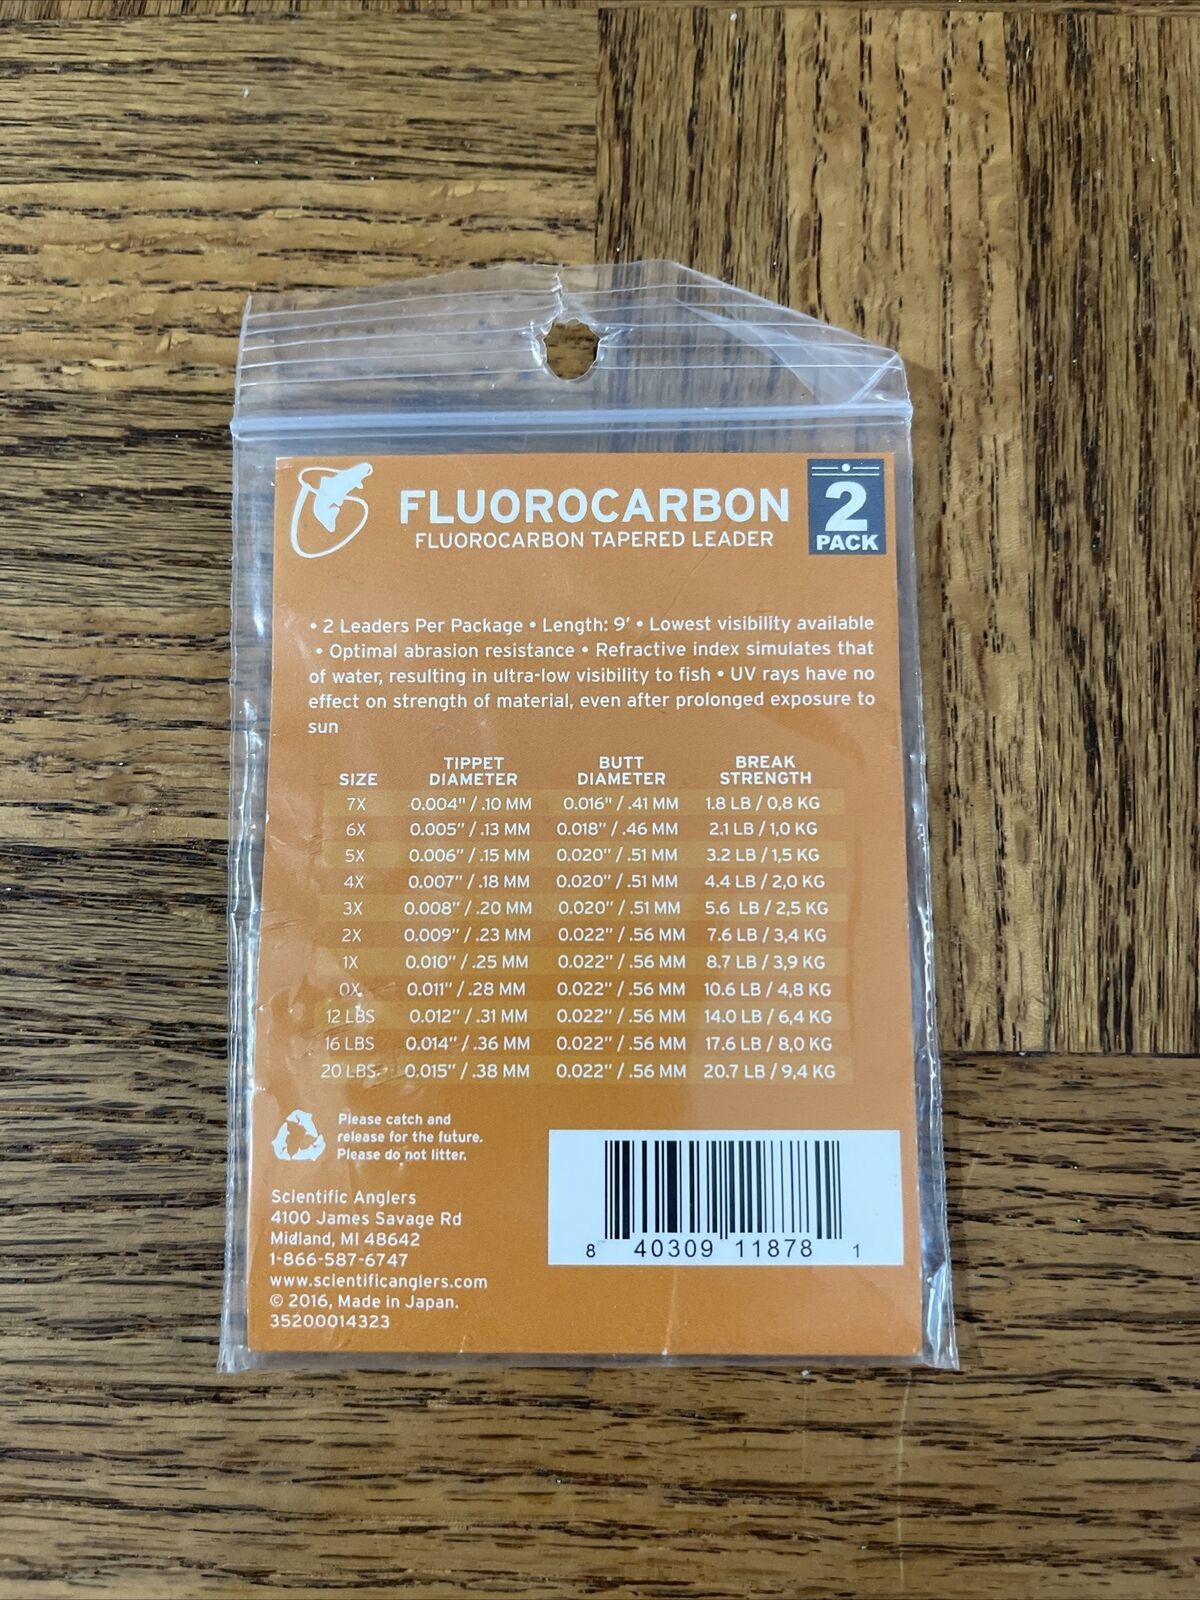 FLUOROCARBON
FLUOROCARBON TAPERED LEADER
2
PACK
• 2 Leaders Per Package • Length: 9′ • Lowest visibility available
• Optimal abrasion resistance • Refractive index simulates that
of water, resulting in ultra-low visibility to fish • UV rays have no
effect on strength of material, even after prolonged exposure to
sun
SIZE TIPPET DIAMETER BUTT DIAMETER BREAK STRENGTH
7X 0.004" / .10 MM 0.016" / .41 MM 1.8 LB / 0,8 KG
6X 0.005" / .13 MM 0.018" / .46 MM 2.1 LB / 1,0 KG
5X 0.006" / .15 MM 0.020" / .51 MM 3.2 LB / 1,5 KG
4X 0.007" / .18 MM 0.020" / .51 MM 4.4 LB / 2,0 KG
3X 0.008" / .20 MM 0.020" / .51 MM 5.6 LB / 2,5 KG
2X 0.009" / .23 MM 0.022" / .56 MM 7.6 LB / 3,4 KG
1X 0.010" / .25 MM 0.022" / .56 MM 8.7 LB / 3,9 KG
0X 0.011" / .28 MM 0.022" / .56 MM 10.6 LB / 4,8 KG
12 LBS 0.012" / .31 MM 0.022" / .56 MM 14.0 LB / 6,4 KG
16 LBS 0.014" / .36 MM 0.022" / .56 MM 17.6 LB / 8,0 KG
20 LBS 0.015" / .38 MM 0.022" / .56 MM 20.7 LB / 9,4 KG
Please catch and
release for the future.
Please do not litter.
Scientific Anglers
4100 James Savage Rd
Midland, MI 48642
1-866-587-6747
www.scientificanglers.com
© 2016, Made in Japan.
35200014323
8 40309 11878 1